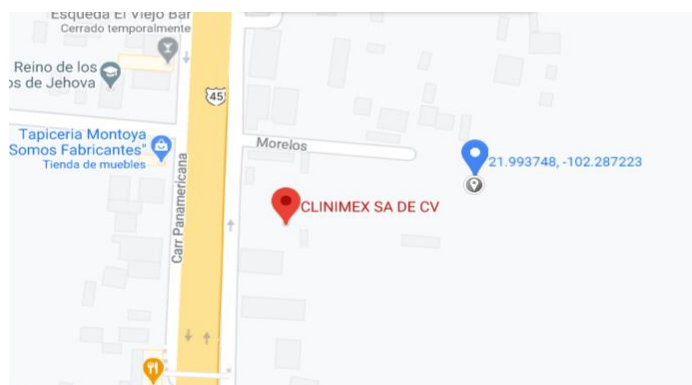 Esqueda El Viejo Bar
Cerrado temporalmente
Reino de los
os de Jehova
45
Tapiceria Montoya
Somos Fabricantes"
Tienda de muebles
Morelos
21.993748, -102.287223
CLINIMEX SA DE CV
Carr Panamericana